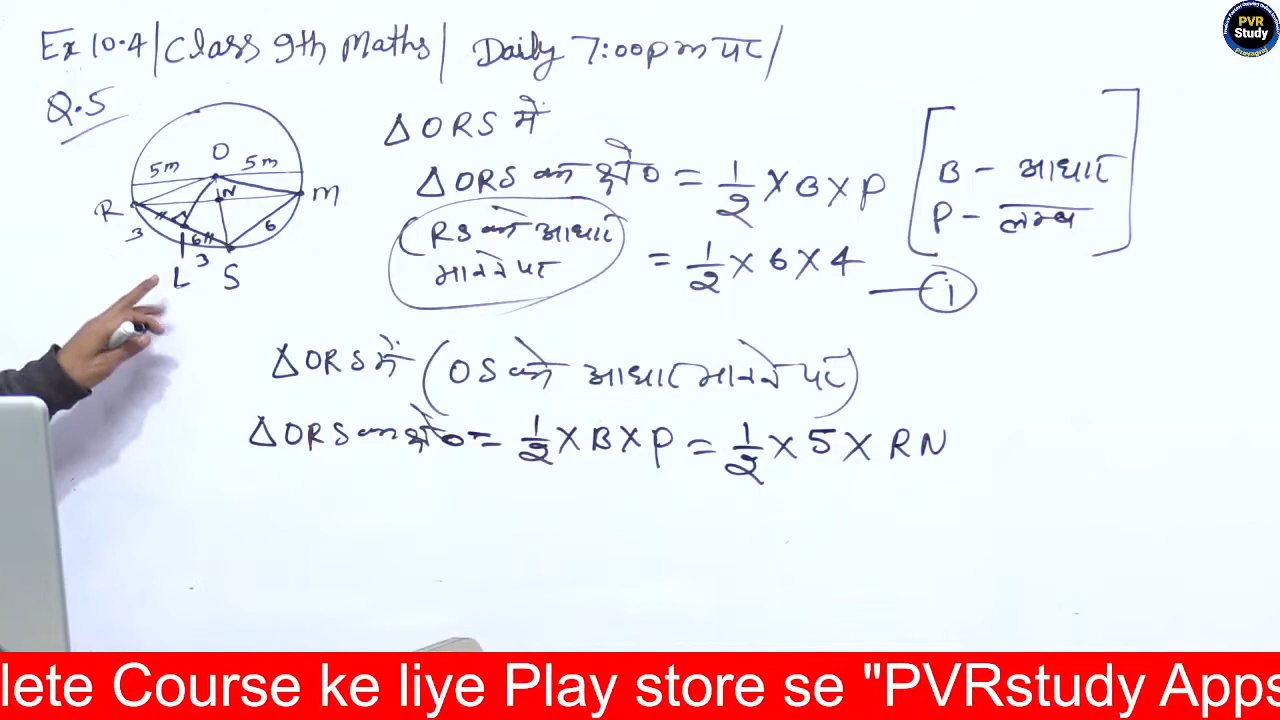 Ex 10.4/Class 9th Maths/ Daily 7:00pm पर/
PVR
Study
Prayagraj
Q.5
5m O 5m
N
R M
3 6 6
3
L S
△ORS में
△ORS का क्षे० = 1/2 × B × P
(RS को आधार
मानने पर
= 1/2 × 6 × 4 — i
B - आधार
P - लम्ब
△ORS में (OS को आधार मानने पर)
△ORS का क्षे० = 1/2 × B × P = 1/2 × 5 × RN
lete Course ke liye Play store se "PVRstudy Apps